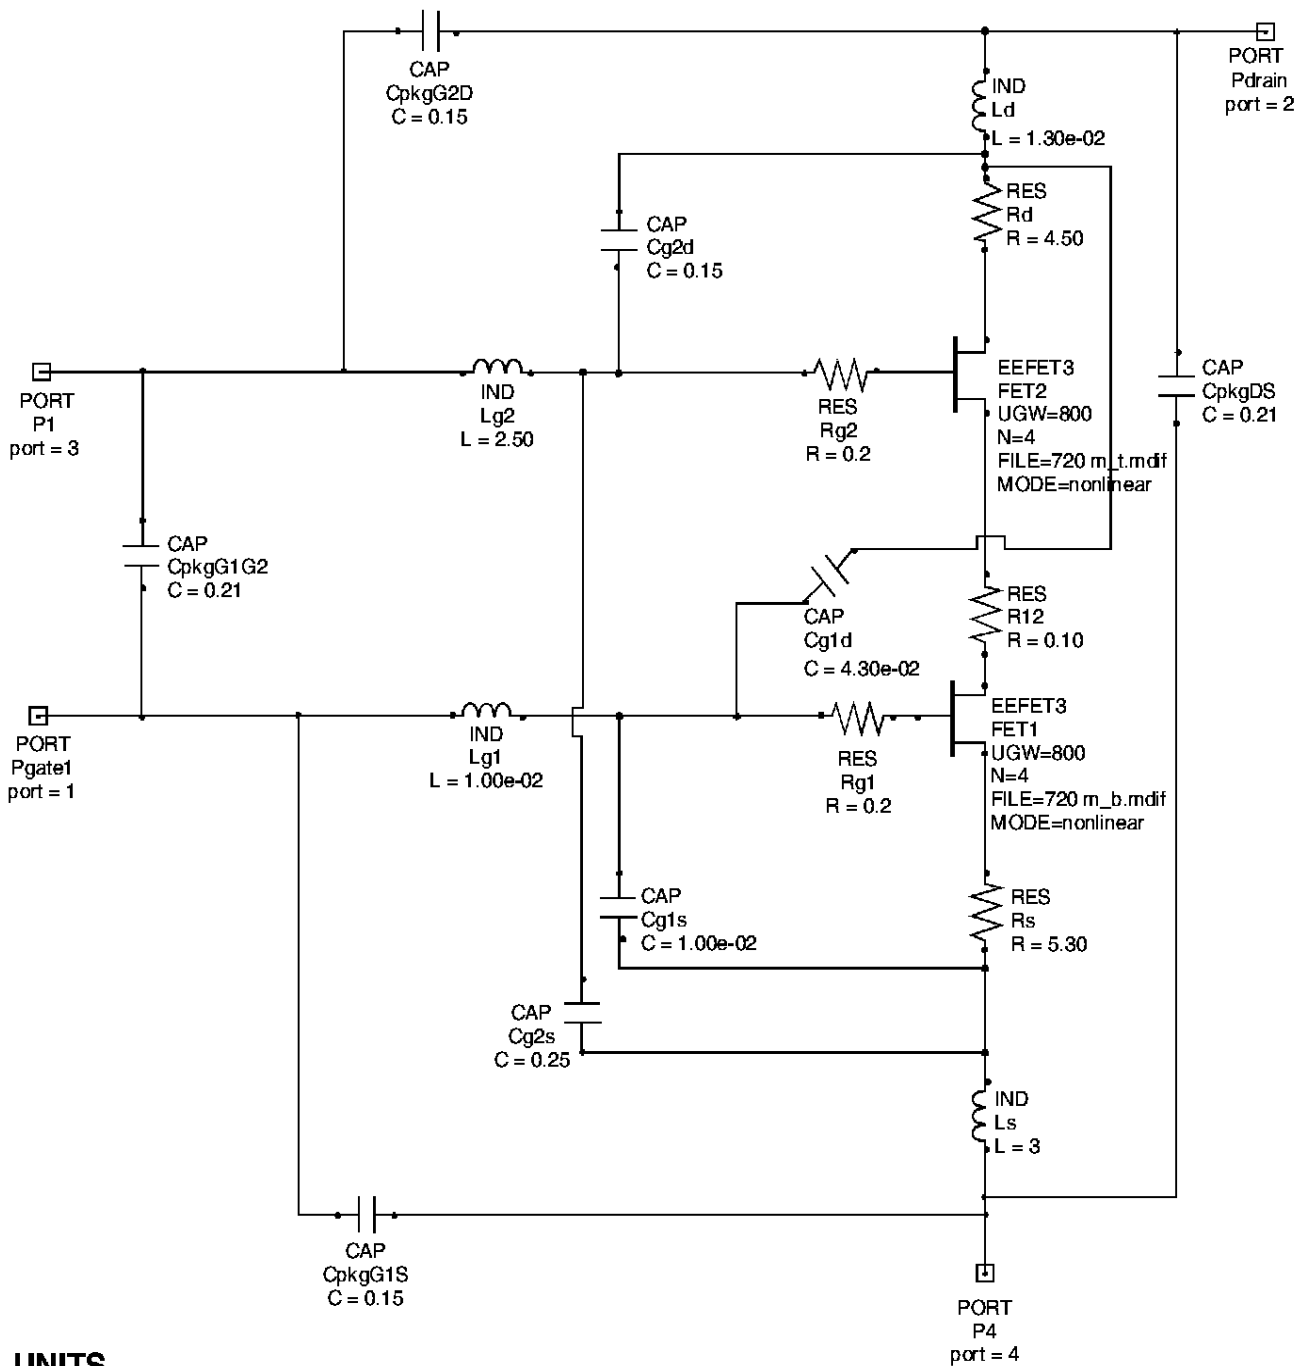 CAP
CpkgG2D
C = 0.15
PORT
Pdrain
port = 2
IND
Ld
L = 1.30e-02
RES
Rd
R = 4.50
CAP
Cg2d
C = 0.15
PORT
P1
port = 3
IND
Lg2
L = 2.50
RES
Rg2
R = 0.2
EEFET3
FET2
UGW=800
N=4
FILE=720 m_t.mdif
MODE=nonlinear
CAP
CpkgDS
C = 0.21
CAP
CpkgG1G2
C = 0.21
CAP
Cg1d
C = 4.30e-02
RES
R12
R = 0.10
PORT
Pgate1
port = 1
IND
Lg1
L = 1.00e-02
RES
Rg1
R = 0.2
EEFET3
FET1
UGW=800
N=4
FILE=720 m_b.mdif
MODE=nonlinear
CAP
Cg1s
C = 1.00e-02
RES
Rs
R = 5.30
CAP
Cg2s
C = 0.25
IND
Ls
L = 3
CAP
CpkgG1S
C = 0.15
PORT
P4
port = 4
UNITS